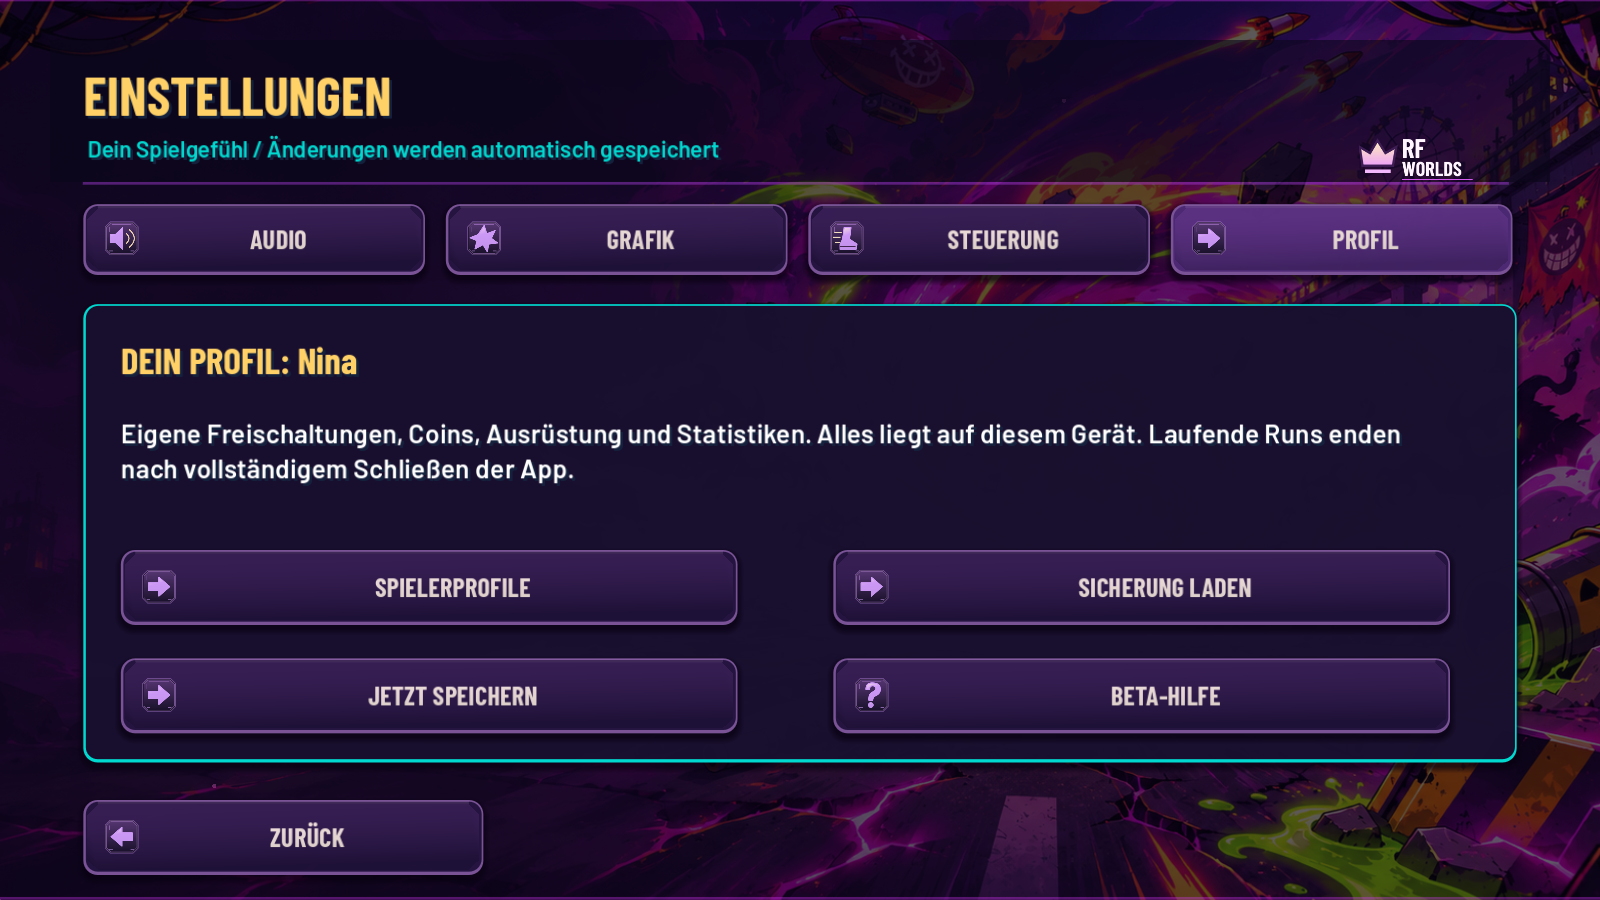 EINSTELLUNGEN
Dein Spielgefühl / Änderungen werden automatisch gespeichert
RF
WORLDS
AUDIO
GRAFIK
STEUERUNG
PROFIL
DEIN PROFIL: Nina
Eigene Freischaltungen, Coins, Ausrüstung und Statistiken. Alles liegt auf diesem Gerät. Laufende Runs enden
nach vollständigem Schließen der App.
SPIELERPROFILE
SICHERUNG LADEN
JETZT SPEICHERN
BETA-HILFE
ZURÜCK